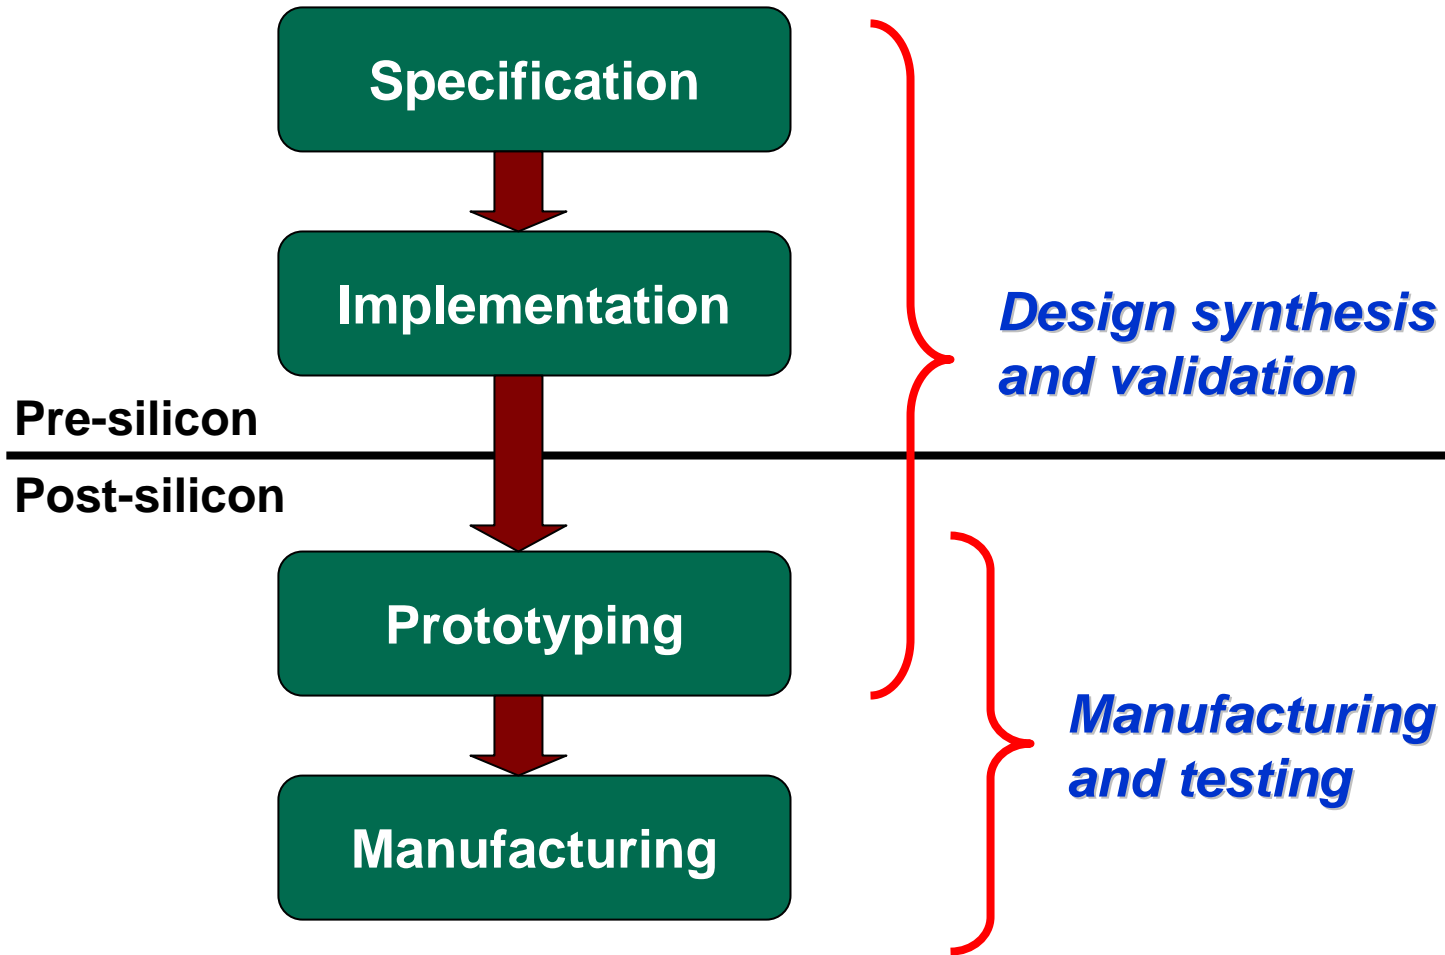 Specification
Implementation
Design synthesis
and validation
Pre-silicon
Post-silicon
Prototyping
Manufacturing
and testing
Manufacturing